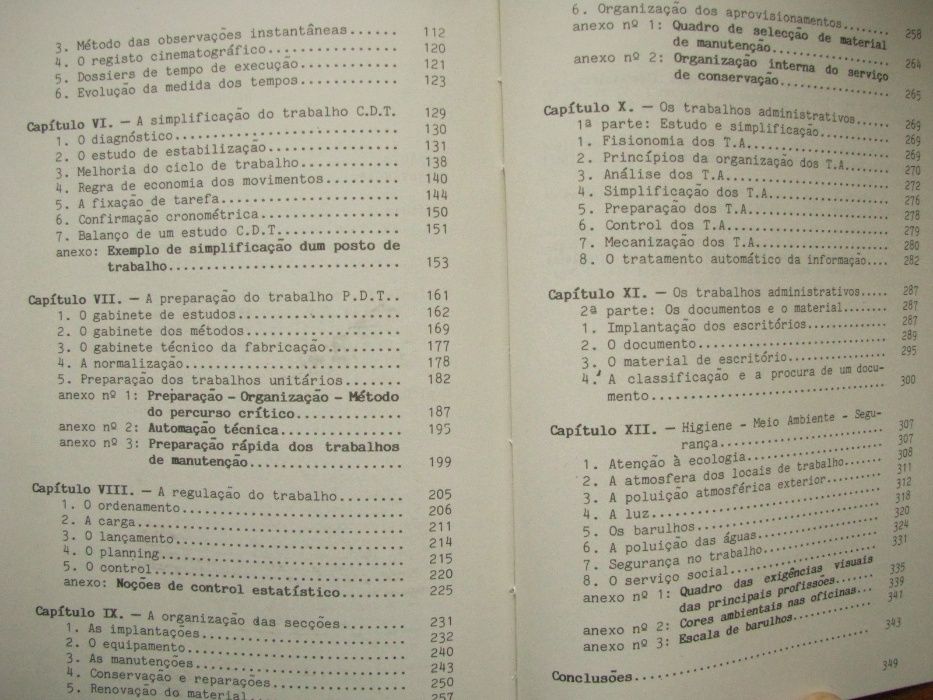 3. Método das observações instantâneas...... 112
4. O registo cinematográfico............... 120
5. Dossiers de tempo de execução........... 121
6. Evolução da medida dos tempos........... 123
Capítulo VI. — A simplificação do trabalho C.D.T. 129
1. O diagnóstico........................... 130
2. O estudo de estabilização............... 131
3. Melhoria do ciclo de trabalho........... 138
4. Regra de economia dos movimentos........ 140
5. A fixação de tarefa..................... 144
6. Confirmação cronométrica................ 150
7. Balanço de um estudo C.D.T.............. 151
anexo: Exemplo de simplificação dum posto de
trabalho........................... 153
Capítulo VII. — A preparação do trabalho P.D.T.. 161
1. O gabinete de estudos................... 162
2. O gabinete dos métodos.................. 169
3. O gabinete técnico da fabricação........ 177
4. A normalização.......................... 178
5. Preparação dos trabalhos unitários...... 182
anexo nº 1: Preparação – Organização – Método
do percurso crítico............ 187
anexo nº 2: Automação técnica.............. 195
anexo nº 3: Preparação rápida dos trabalhos
de manutenção.................. 199
Capítulo VIII. — A regulação do trabalho........ 205
1. O ordenamento........................... 206
2. A carga................................. 211
3. O lançamento............................ 214
4. O planning.............................. 215
5. O control............................... 220
anexo: Noções de control estatístico....... 225
Capítulo IX. — A organização das secções........ 231
1. As implantações......................... 232
2. O equipamento........................... 240
3. As manutenções.......................... 243
4. Conservação e reparações................ 250
5. Renovação do material................... 257
6. Organização dos aprovisionamentos....... 258
anexo nº 1: Quadro de selecção de material
de manutenção.................. 264
anexo nº 2: Organização interna do serviço
de conservação................. 265
Capítulo X. — Os trabalhos administrativos...... 269
1ª parte: Estudo e simplificação........... 269
1. Fisionomia dos T.A...................... 269
2. Princípios da organização dos T.A....... 270
3. Análise dos T.A......................... 272
4. Simplificação dos T.A................... 276
5. Preparação dos T.A...................... 278
6. Control dos T.A......................... 279
7. Mecanização dos T.A..................... 280
8. O tratamento automático da informação.... 282
Capítulo XI. — Os trabalhos administrativos..... 287
2ª parte: Os documentos e o material....... 287
1. Implantação dos escritórios............. 287
2. O documento............................. 289
3. O material de escritório................ 295
4. A classificação e a procura de um docu-
mento................................ 300
Capítulo XII. — Higiene – Meio Ambiente – Segu-
rança......................... 307
1. Atenção à ecologia...................... 307
2. A atmosfera dos locais de trabalho...... 308
3. A poluição atmosférica exterior......... 311
4. A luz................................... 312
5. Os barulhos............................. 318
6. A poluição das águas.................... 320
7. Segurança no trabalho................... 324
8. O serviço social........................ 331
anexo nº 1: Quadro das exigências visuais
das principais profissões...... 335
anexo nº 2: Cores ambientais nas oficinas... 339
anexo nº 3: Escala de barulhos............. 341
343
Conclusões...................................... 349